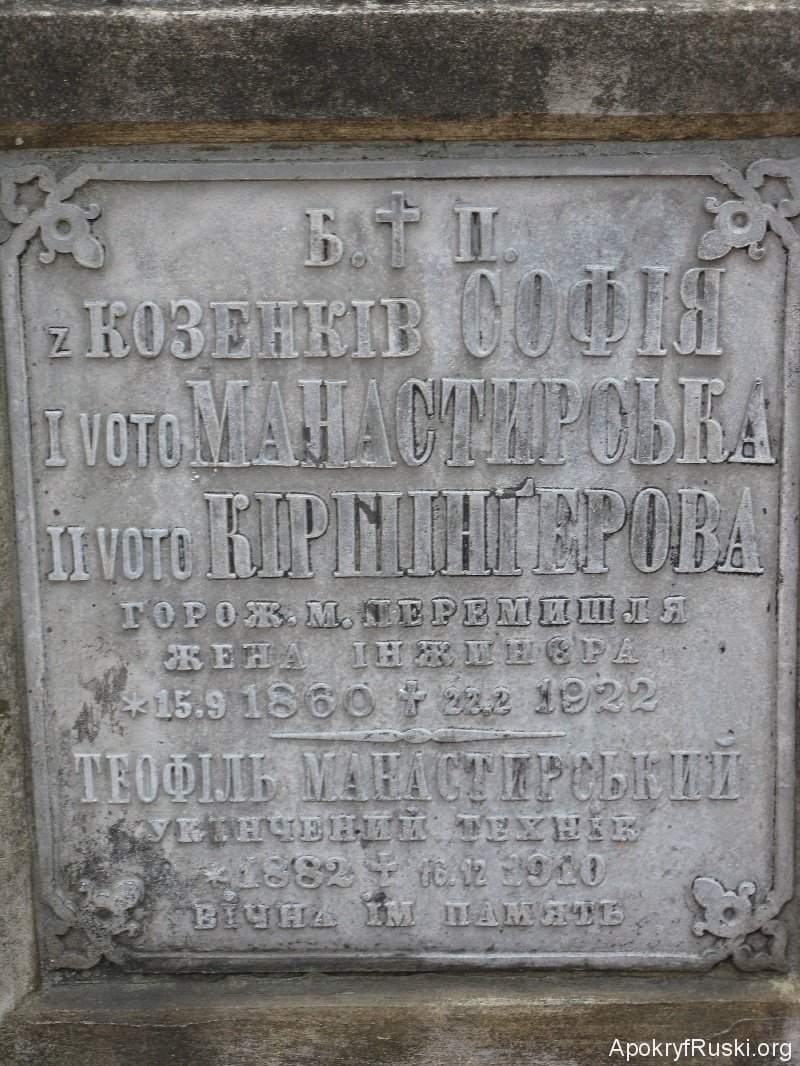 Б. П.
z КОЗЕНКІВ СОФІЯ
I VOTO МАНАСТИРСЬКА
II VOTO КІРШІНҐЕРОВА
ГОРОЖ. М. ПЕРЕМИШЛЯ
ЖЕНА ІНЖИНЄРА
*15.9 1860 † 22.2 1922
ТЕОФІЛЬ МАНАСТИРСЬКИЙ
УКІНЧЕНИЙ ТЕХНІК
*1882 † 16.12 1910
ВІЧНА ЇМ ПАМЯТЬ
ApokryfRuski.org